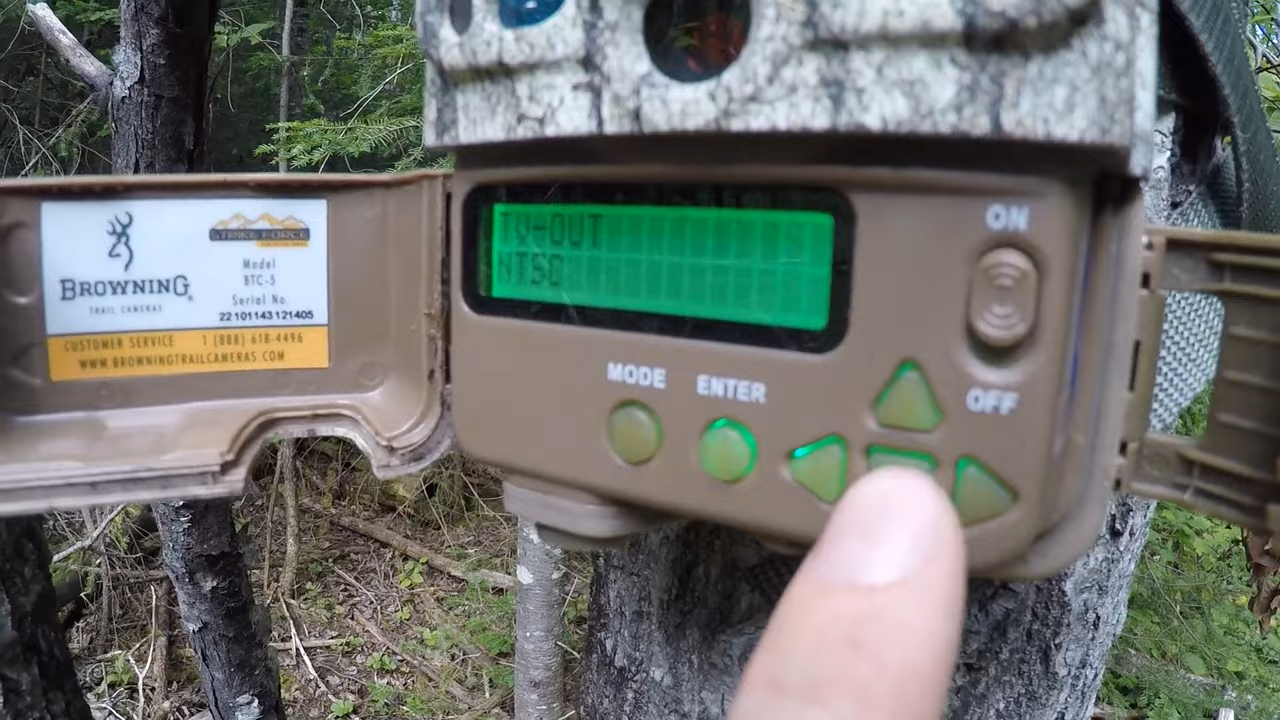 BROWNING
TRAIL CAMERAS
STRIKE FORCE
Model
BTC-5
Serial No.
22101143121405
CUSTOMER SERVICE 1 (888) 618-4496
WWW.BROWNINGTRAILCAMERAS.COM
TV-OUT
NTSC
MODE
ENTER
ON
OFF